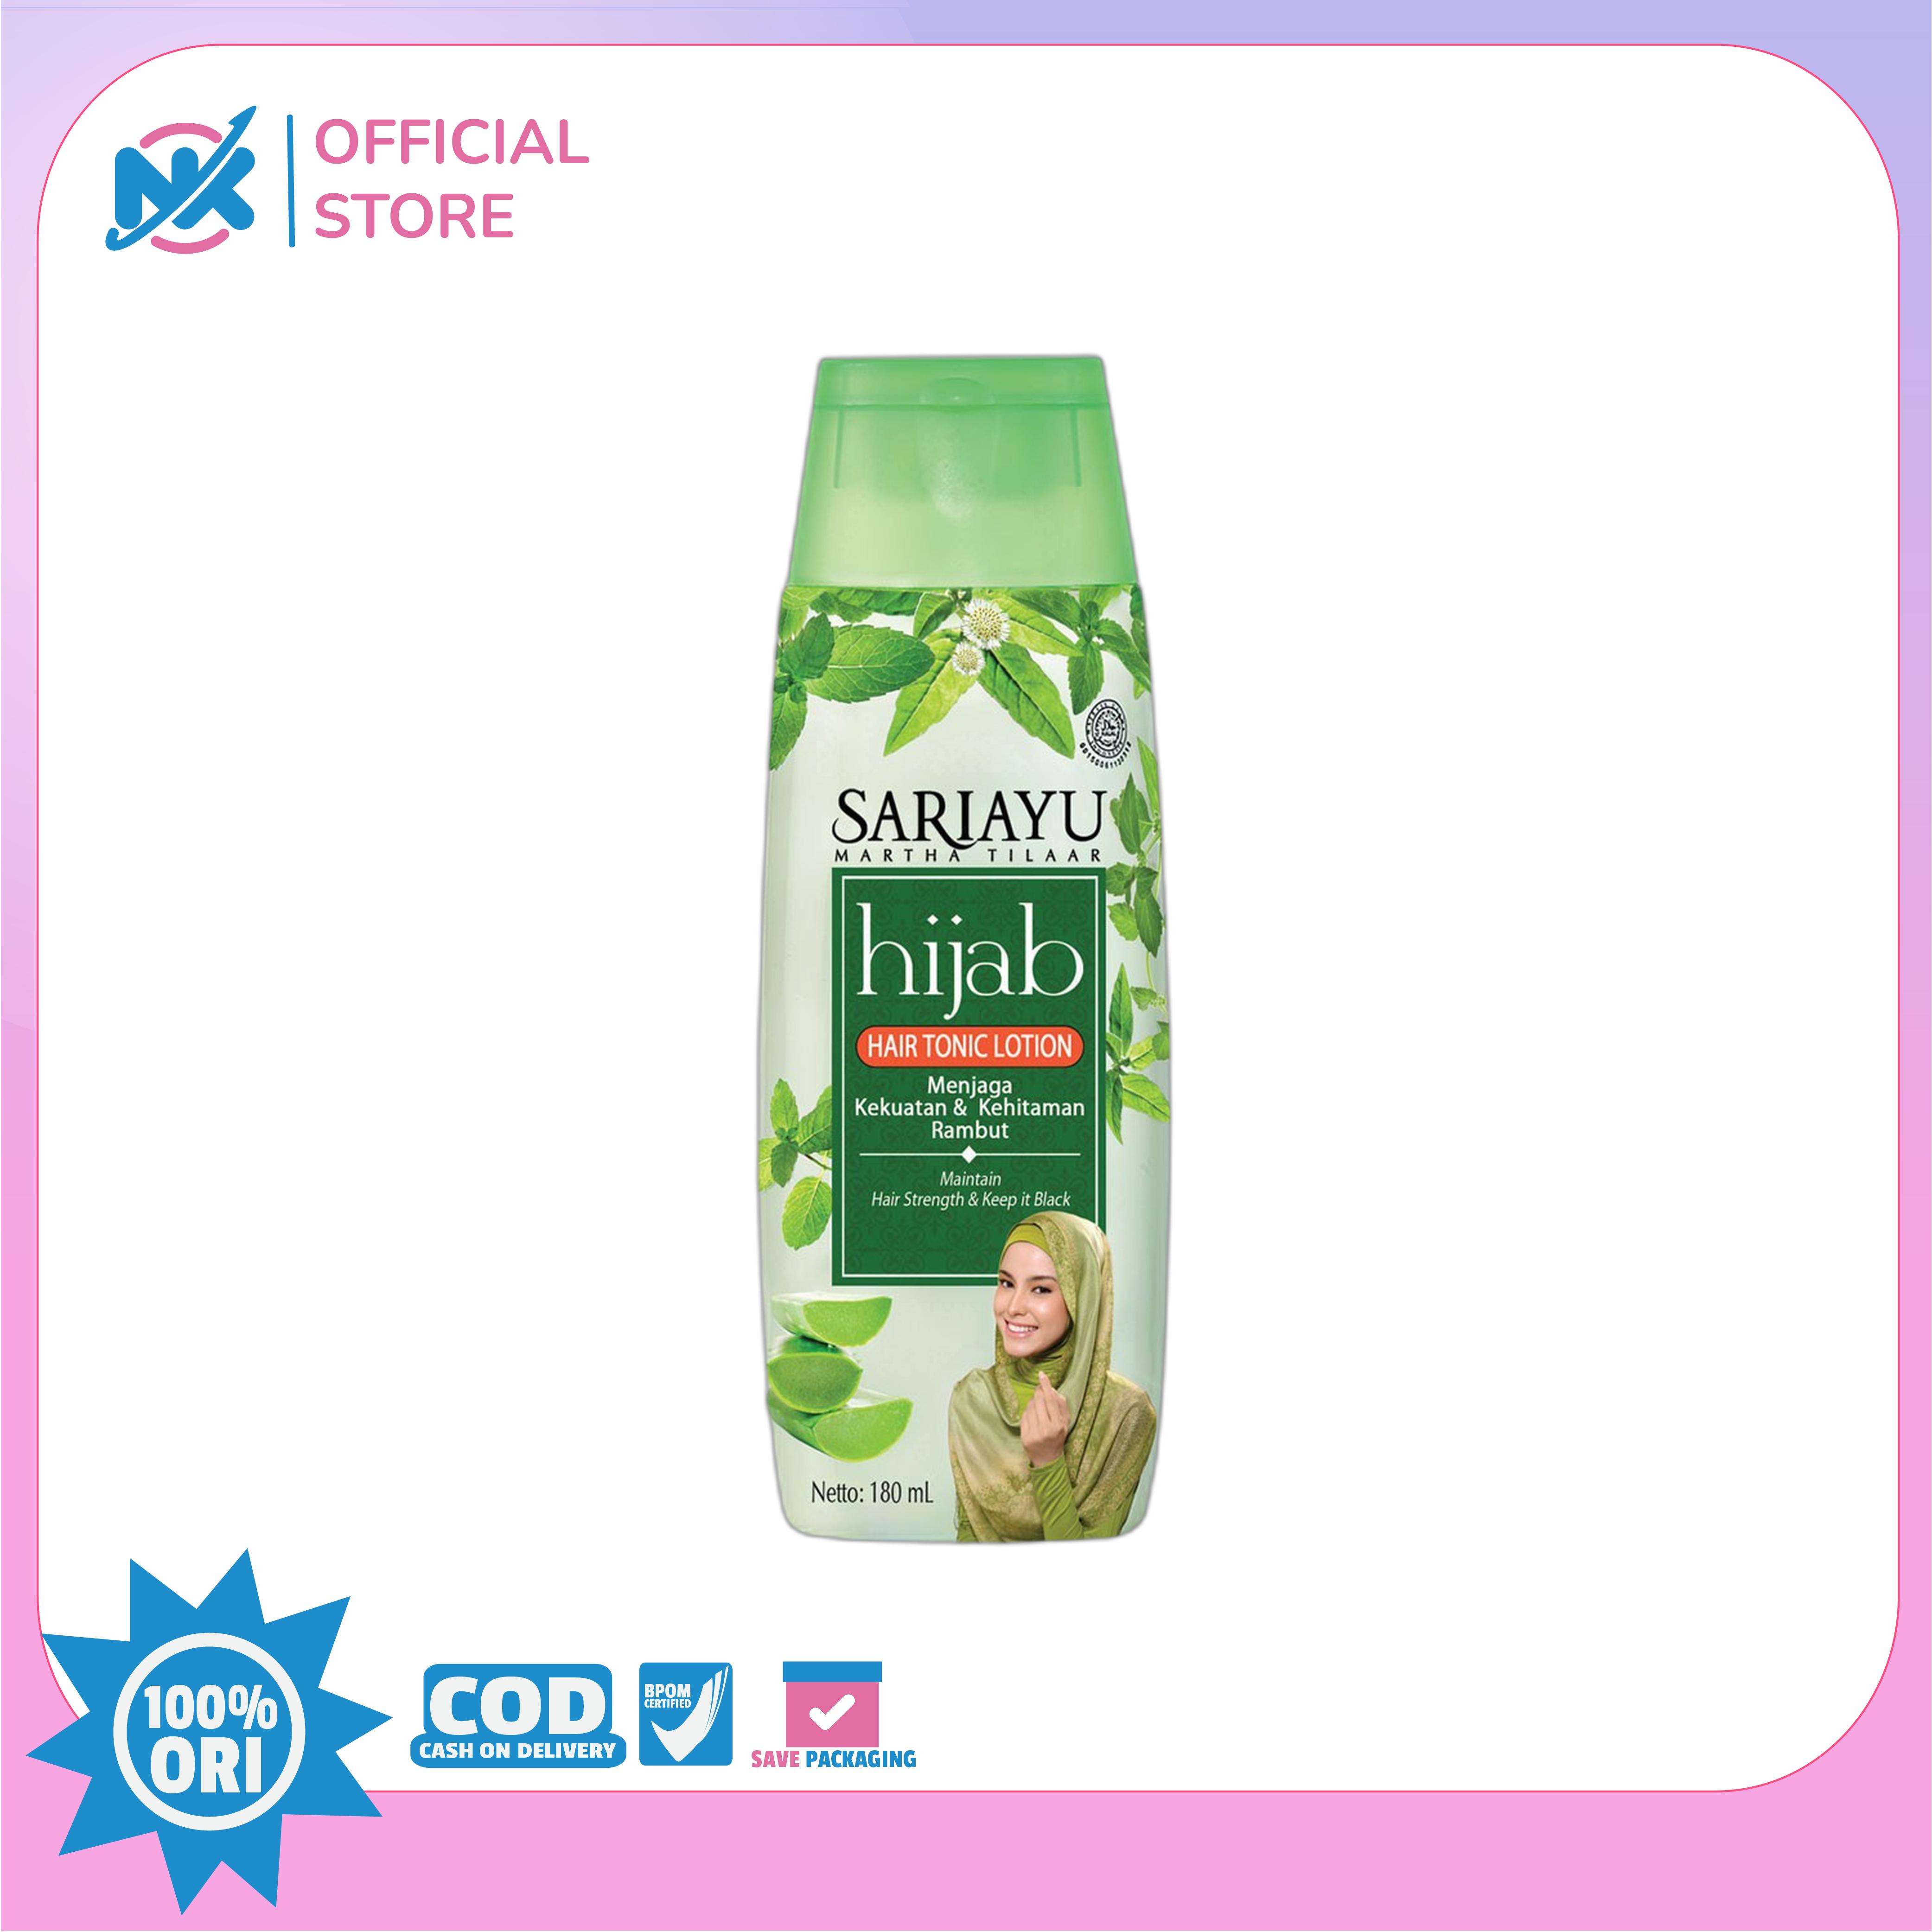 NK
OFFICIAL
STORE
SARIAYU
MARTHA TILAAR
hijab
HAIR TONIC LOTION
Menjaga
Kekuatan & Kehitaman
Rambut
Maintain
Hair Strength & Keep it Black
Netto: 180 mL
100%
ORI
COD
CASH ON DELIVERY
BPOM
CERTIFIED
SAVE PACKAGING